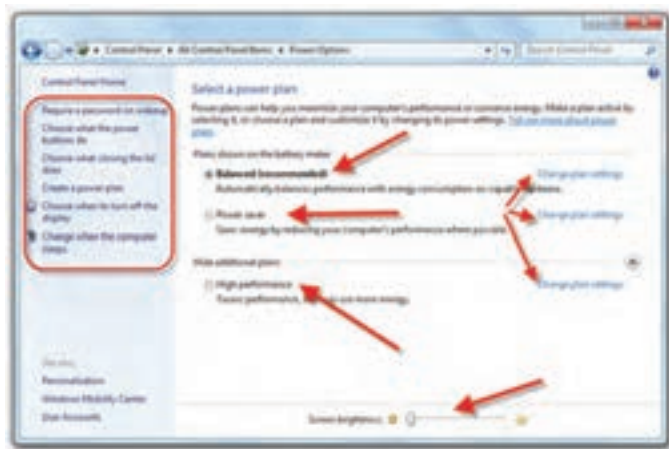 Control Panel ▸ All Control Panel Items ▸ Power Options
Search Control Panel
Control Panel Home
Require a password on wakeup
Choose what the power
buttons do
Choose what closing the lid
does
Create a power plan
Choose when to turn off the
display
Change when the computer
sleeps
Select a power plan
Power plans can help you maximize your computer's performance or conserve energy. Make a plan active by
selecting it, or choose a plan and customize it by changing its power settings. Tell me more about power
plans
Plans shown on the battery meter
Balanced (recommended)
Change plan settings
Automatically balances performance with energy consumption on capable
Power saver
Change plan settings
Saves energy by reducing your computer's performance where possible.
Hide additional plans
High performance
Change plan settings
Favors performance, but use more energy.
See also
Personalization
Windows Mobility Center
User Accounts
Screen brightness: